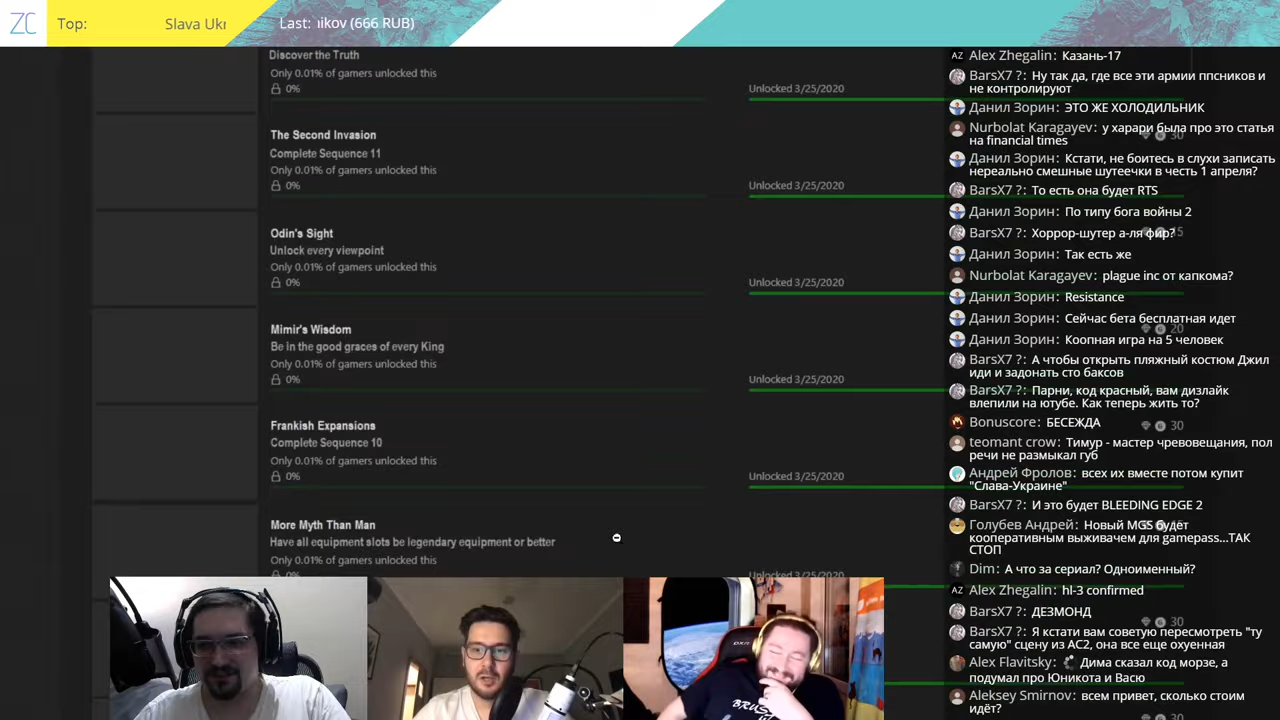 ZC
Top:
Slava Ukr
Last:
ikov (666 RUB)
Discover the Truth
Only 0.01% of gamers unlocked this
0%
Unlocked 3/25/2020
The Second Invasion
Complete Sequence 11
Only 0.01% of gamers unlocked this
0%
Unlocked 3/25/2020
30
Odin's Sight
Unlock every viewpoint
Only 0.01% of gamers unlocked this
0%
Unlocked 3/25/2020
Mimir's Wisdom
Be in the good graces of every King
Only 0.01% of gamers unlocked this
0%
Unlocked 3/25/2020
20
Frankish Expansions
Complete Sequence 10
Only 0.01% of gamers unlocked this
0%
Unlocked 3/25/2020
30
More Myth Than Man
Have all equipment slots be legendary equipment or better
Only 0.01% of gamers unlocked this
0%
Unlocked 3/25/2020
30
30
AZ Alex Zhegalin: Казань-17
BarsX7 ?: Ну так да, где все эти армии ппсников и
не контролируют
Данил Зорин: ЭТО ЖЕ ХОЛОДИЛЬНИК
Nurbolat Karagayev: у харари была про это статья
на financial times
Данил Зорин: Кстати, не боитесь в слухи записать
нереально смешные шутеечки в честь 1 апреля?
BarsX7 ?: То есть она будет RTS
Данил Зорин: По типу бога войны 2
BarsX7 ?: Хоррор-шутер а-ля фир?
Данил Зорин: Так есть же
Nurbolat Karagayev: plague inc от капкома?
Данил Зорин: Resistance
Данил Зорин: Сейчас бета бесплатная идет
Данил Зорин: Коопная игра на 5 человек
BarsX7 ?: А чтобы открыть пляжный костюм Джил
иди и задонать сто баксов
BarsX7 ?: Парни, код красный, вам дизлайк
влепили на ютубе. Как теперь жить то?
Bonuscore: БЕСЕЖДА
teomant crow: Тимур - мастер чревовещания, пол
речи не размыкал губ
Андрей Фролов: всех их вместе потом купит
"Слава-Украине"
BarsX7 ?: И это будет BLEEDING EDGE 2
Голубев Андрей: Новый MGS будет
кооперативным выживачем для gamepass...ТАК
СТОП
Dim: А что за сериал? Одноименный?
AZ Alex Zhegalin: hl-3 confirmed
BarsX7 ?: ДЕЗМОНД
BarsX7 ?: Я кстати вам советую пересмотреть "ту
самую" сцену из AC2, она все еще охуенная
Alex Flavitsky: Дима сказал код морзе, а
подумал про Юникота и Васю
Aleksey Smirnov: всем привет, сколько стоим
идёт?